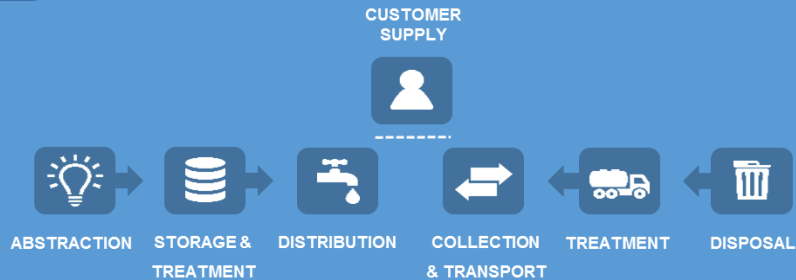 CUSTOMER
SUPPLY
ABSTRACTION
STORAGE &
TREATMENT
DISTRIBUTION
COLLECTION
& TRANSPORT
TREATMENT
DISPOSAL